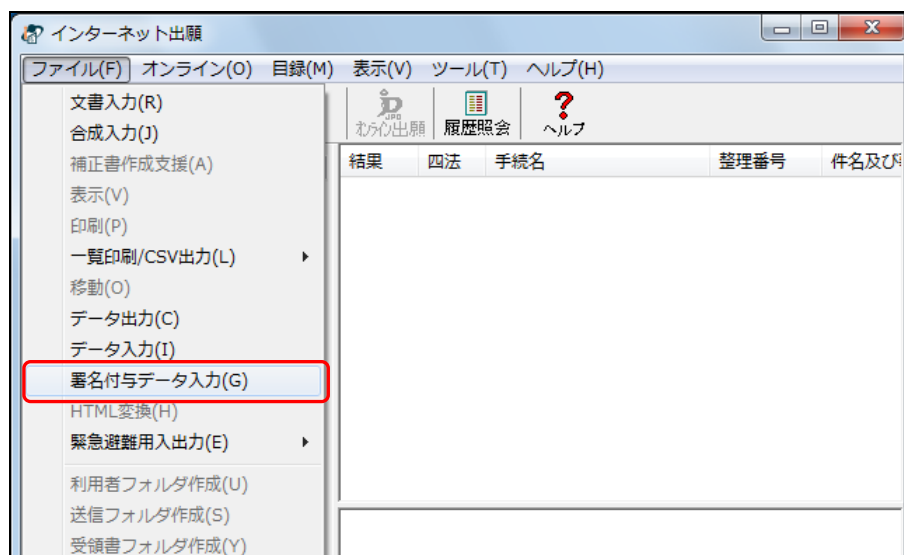 インターネット出願
ファイル(F) オンライン(O) 目録(M) 表示(V) ツール(T) ヘルプ(H)
文書入力(R)
合成入力(J)
補正書作成支援(A)
表示(V)
印刷(P)
一覧印刷/CSV出力(L)
移動(O)
データ出力(C)
データ入力(I)
署名付与データ入力(G)
HTML変換(H)
緊急避難用入出力(E)
利用者フォルダ作成(U)
送信フォルダ作成(S)
受領書フォルダ作成(Y)
JPO
オンライン出願 履歴照会 ヘルプ
結果 四法 手続名 整理番号 件名及び